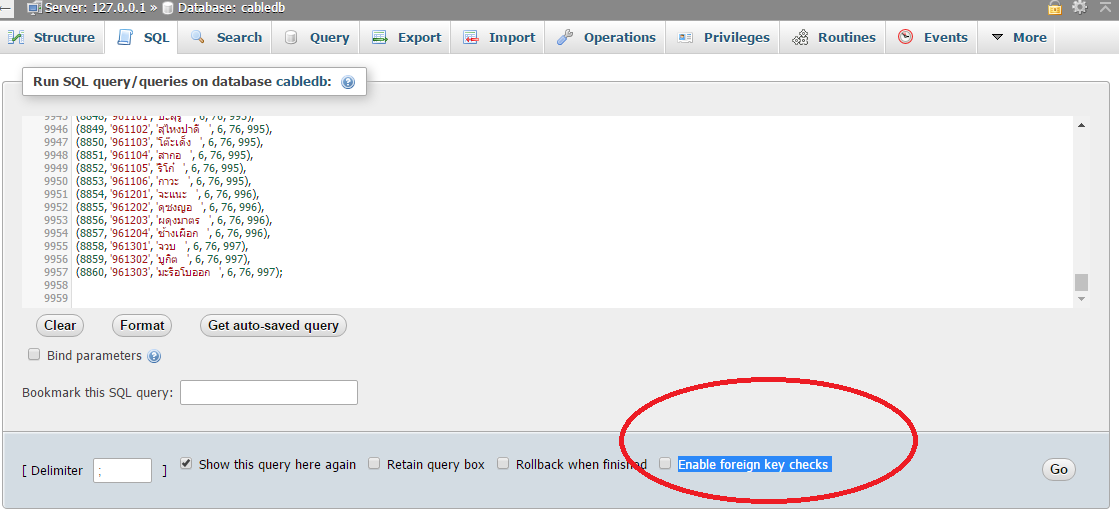 Server: 127.0.0.1 » Database: cabledb
Structure SQL Search Query Export Import Operations Privileges Routines Events More
Run SQL query/queries on database cabledb:
9946 (8849, '961102', 'สุไหงปาดี  ', 6, 76, 995),
9947 (8850, '961103', 'โต๊ะเด็ง  ', 6, 76, 995),
9948 (8851, '961104', 'สากอ  ', 6, 76, 995),
9949 (8852, '961105', 'ริโก๋  ', 6, 76, 995),
9950 (8853, '961106', 'กาวะ  ', 6, 76, 995),
9951 (8854, '961201', 'จะแนะ  ', 6, 76, 996),
9952 (8855, '961202', 'ดุซงญอ  ', 6, 76, 996),
9953 (8856, '961203', 'ผดุงมาตร  ', 6, 76, 996),
9954 (8857, '961204', 'ช้างเผือก  ', 6, 76, 996),
9955 (8858, '961301', 'จวบ  ', 6, 76, 997),
9956 (8859, '961302', 'บูกิต  ', 6, 76, 997),
9957 (8860, '961303', 'มะรือโบออก  ', 6, 76, 997);
9958
9959
Clear Format Get auto-saved query
Bind parameters
Bookmark this SQL query:
[ Delimiter ; ] Show this query here again Retain query box Rollback when finished Enable foreign key checks Go